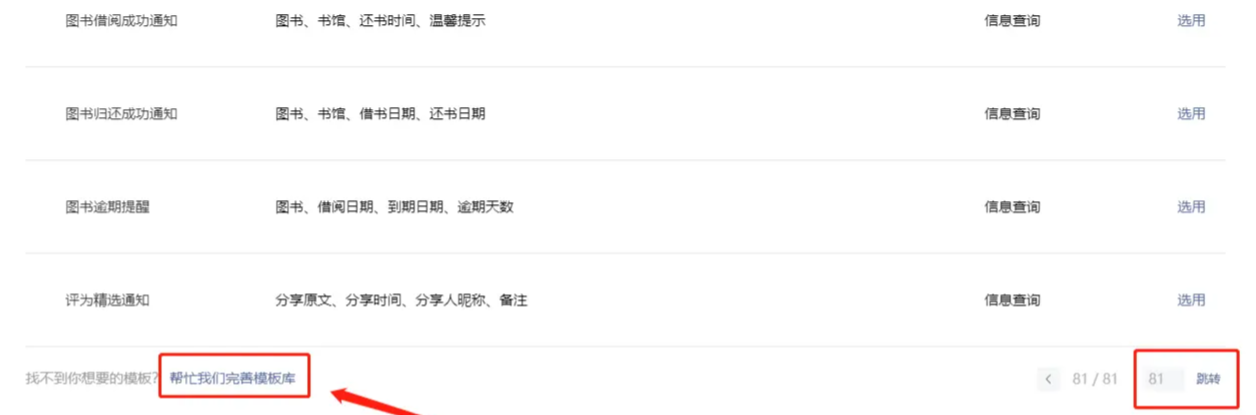 图书借阅成功通知 图书、书馆、还书时间、温馨提示 信息查询 选用
图书归还成功通知 图书、书馆、借书日期、还书日期 信息查询 选用
图书逾期提醒 图书、借阅日期、到期日期、逾期天数 信息查询 选用
评为精选通知 分享原文、分享时间、分享人昵称、备注 信息查询 选用
找不到你想要的模板? 帮忙我们完善模板库 < 81 / 81 81 跳转